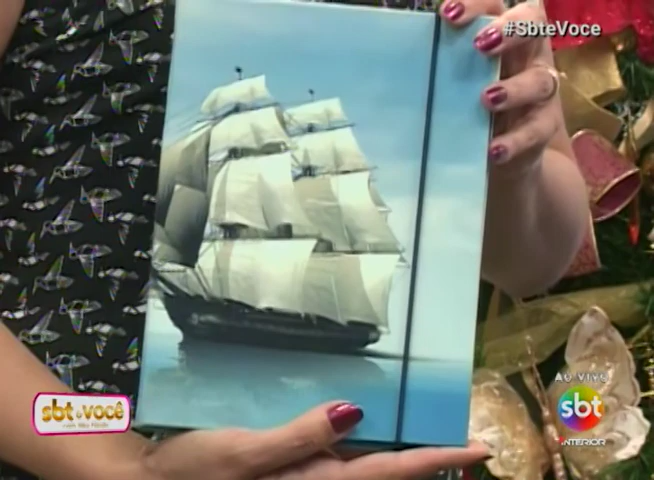 #SbteVoce
AO VIVO
sbt
INTERIOR
sbt e você